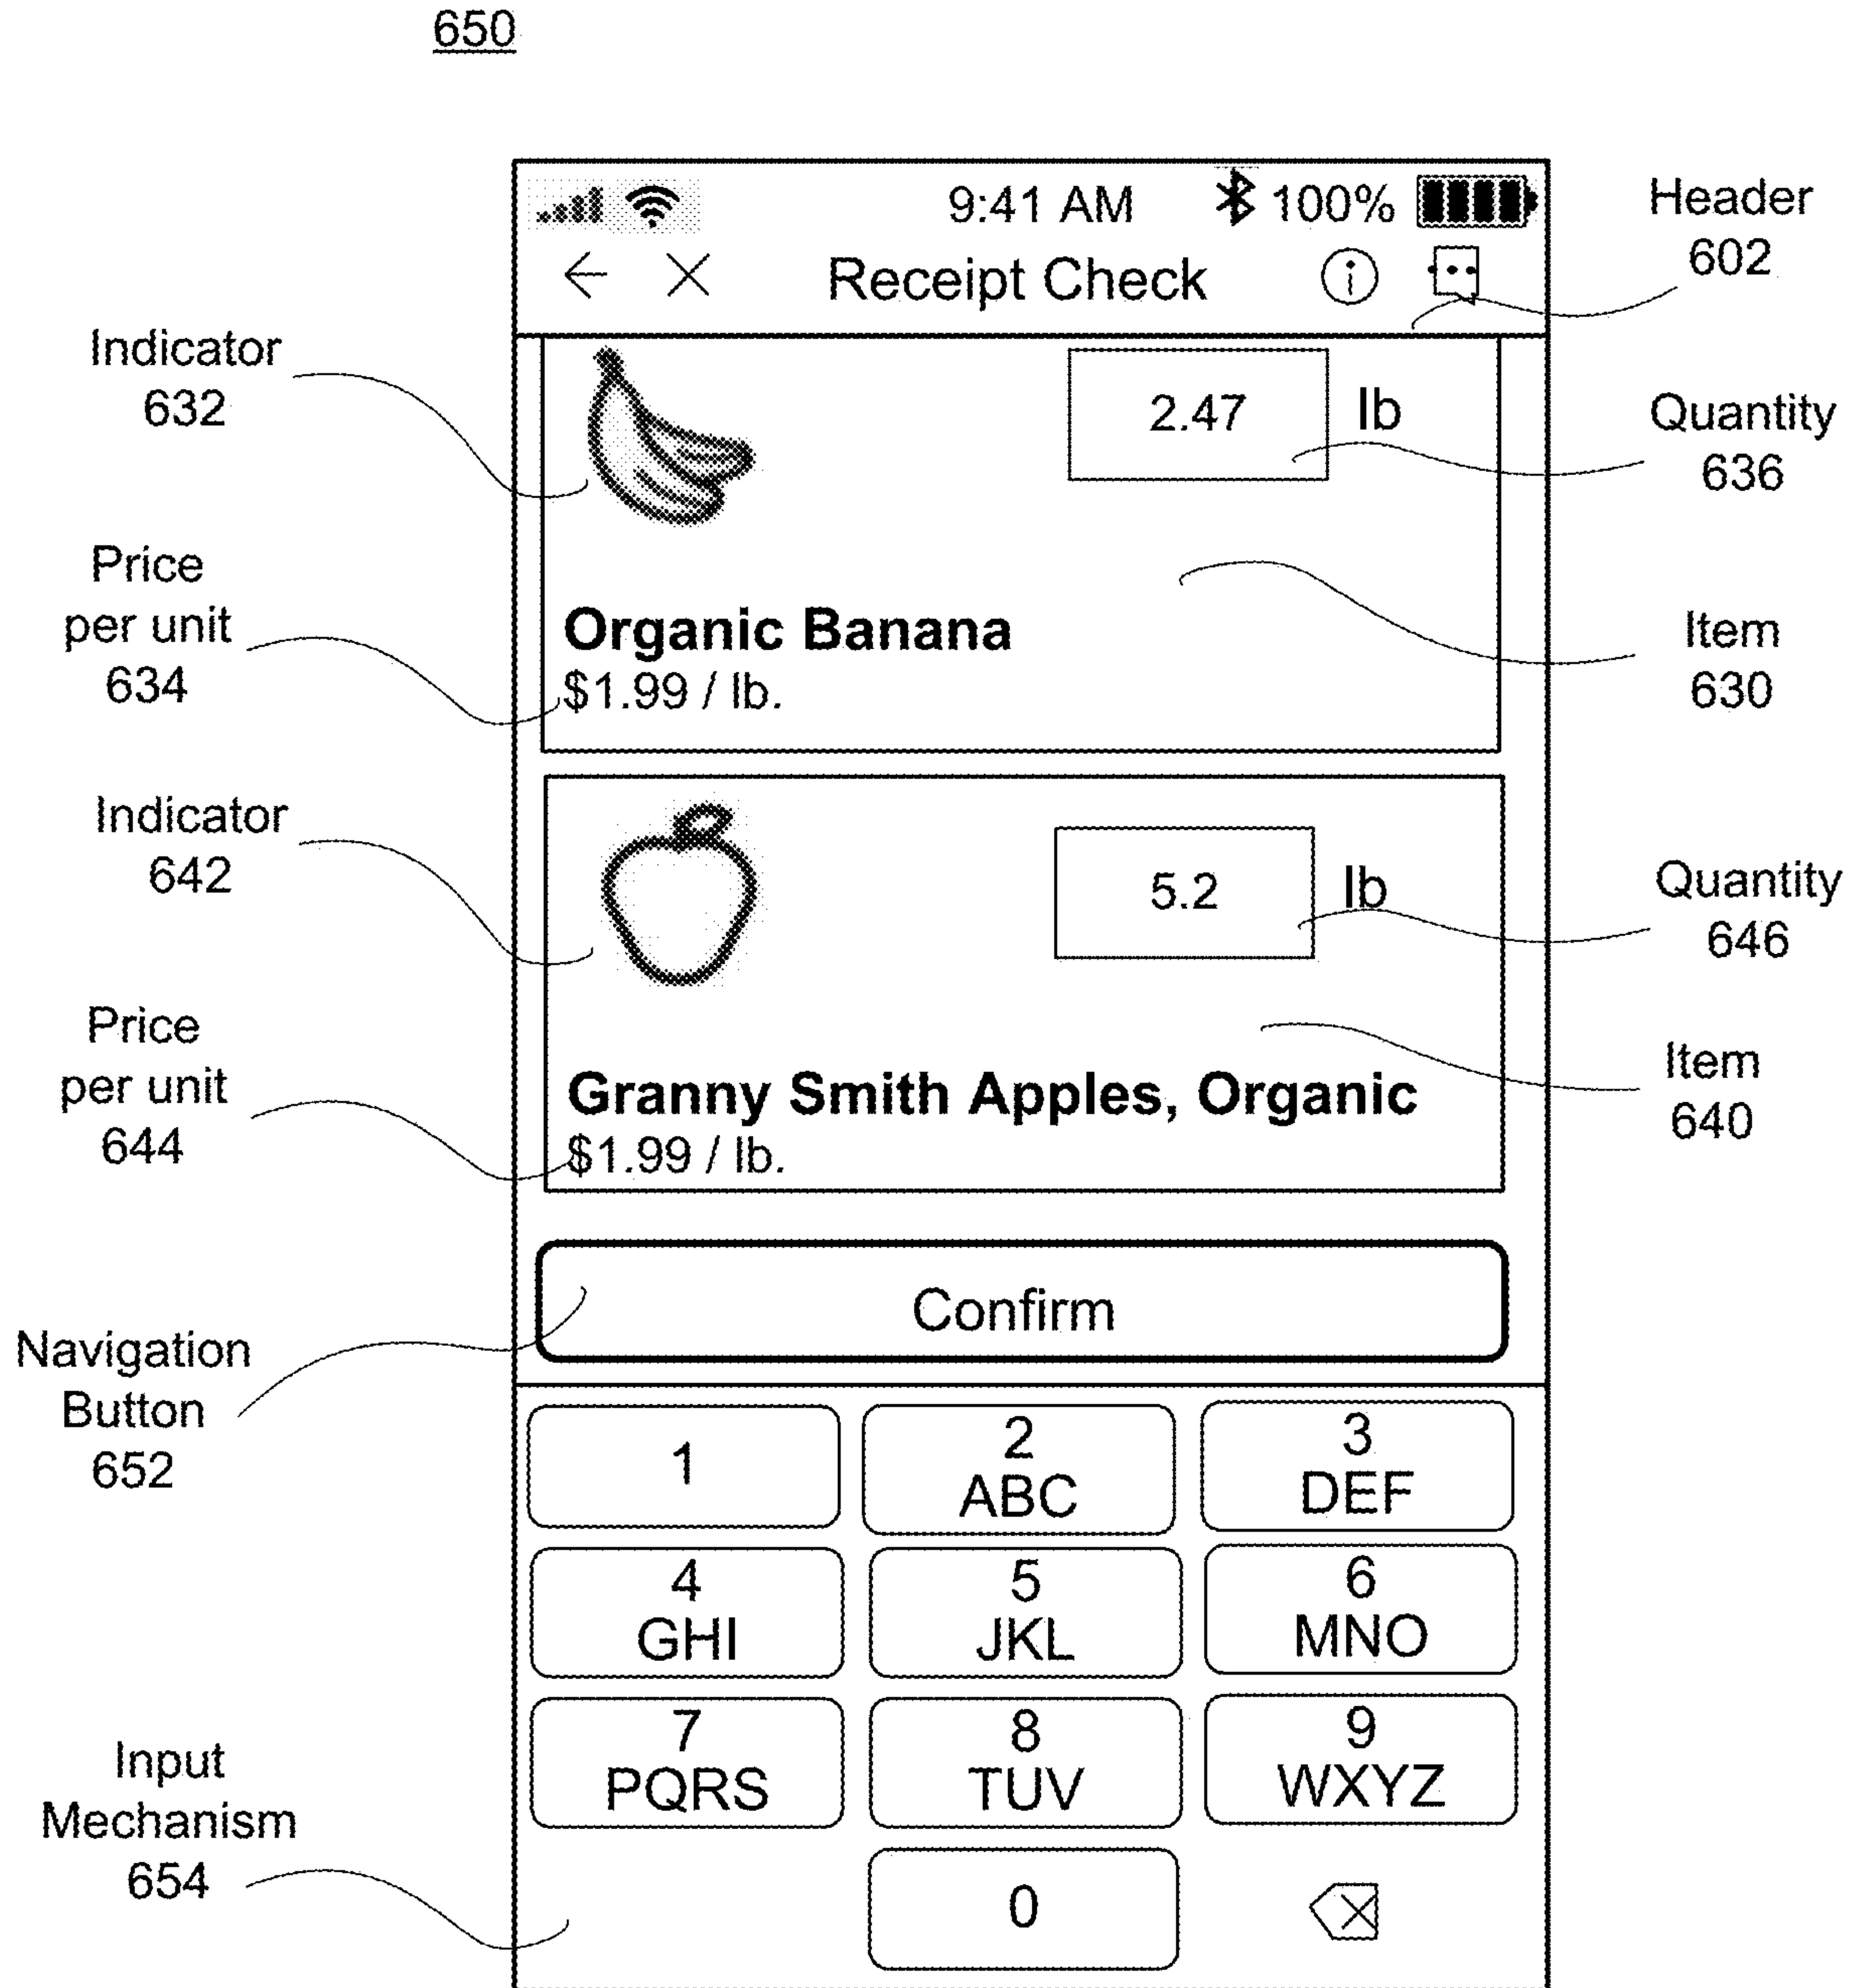 650
9:41 AM 100%
Receipt Check
Header
602
Indicator
632
2.47 lb
Quantity
636
Price
per unit
634
Organic Banana
$1.99 / lb.
Item
630
Indicator
642
5.2 lb
Quantity
646
Price
per unit
644
Granny Smith Apples, Organic
$1.99 / lb.
Item
640
Confirm
Navigation
Button
652
1
2
ABC
3
DEF
4
GHI
5
JKL
6
MNO
7
PQRS
8
TUV
9
WXYZ
Input
Mechanism
654
0